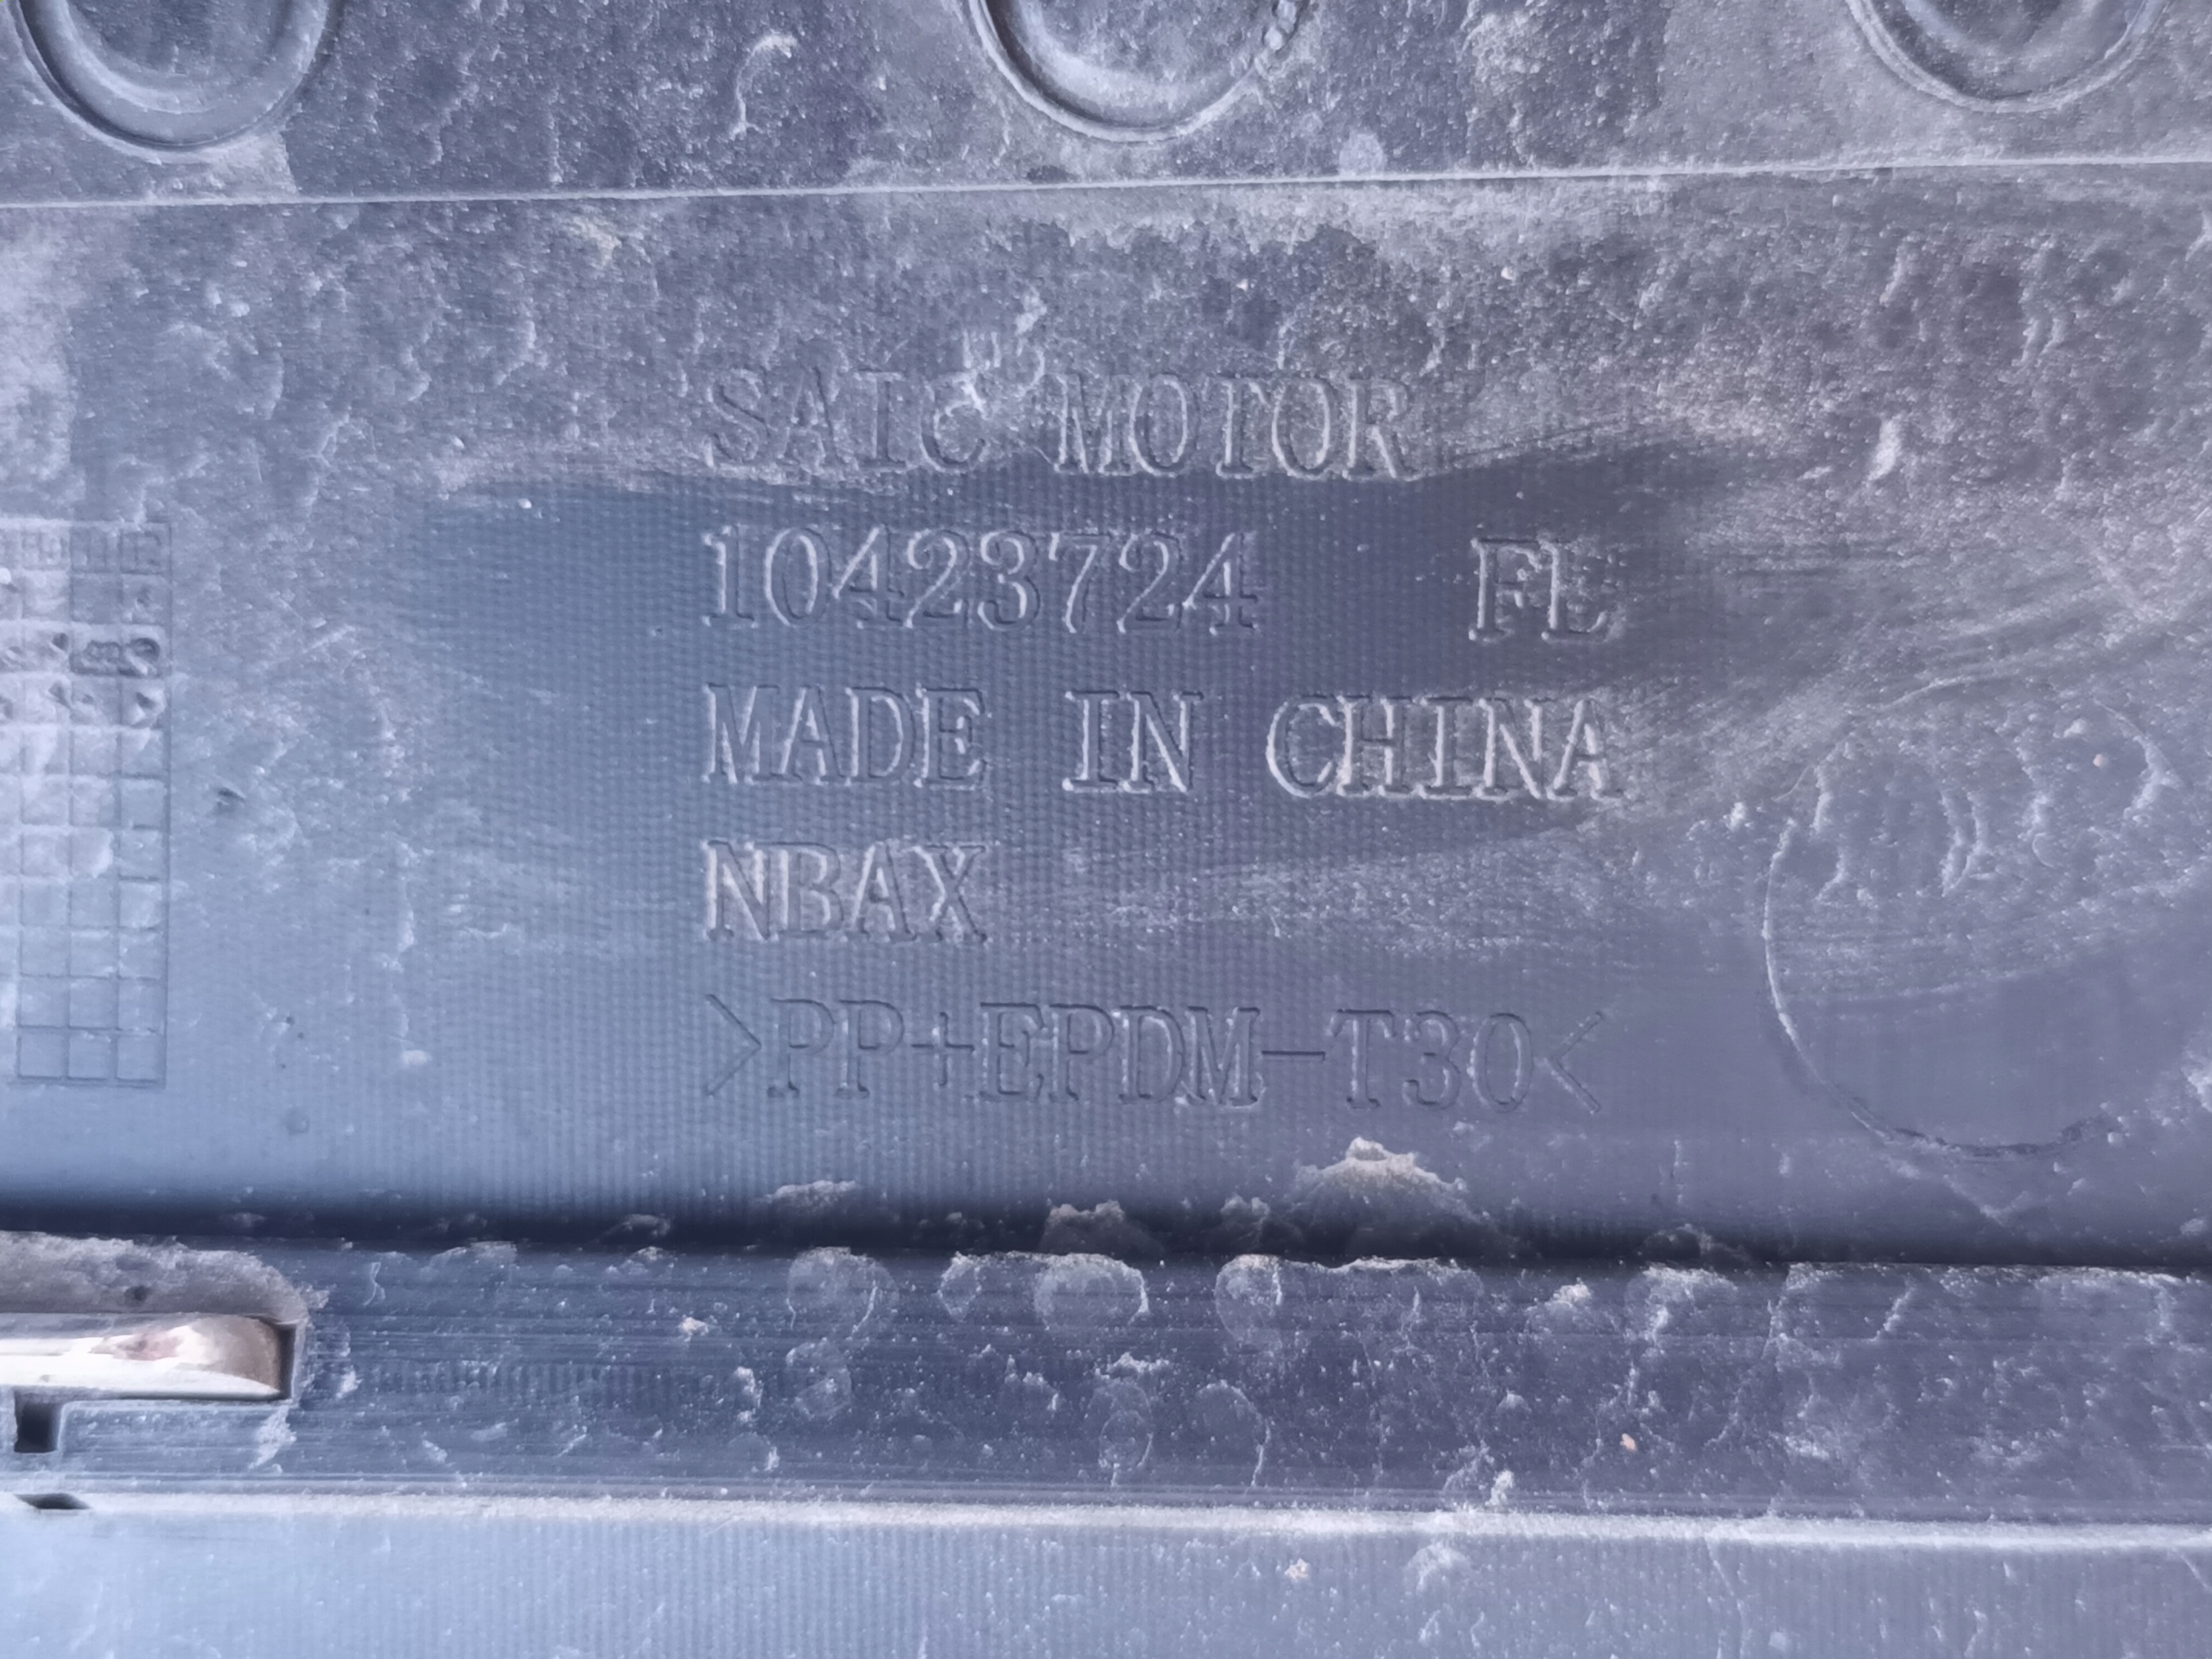 SAIC MOTOR
10423724 FL
MADE IN CHINA
NBAX
>PP+EPDM-T30<